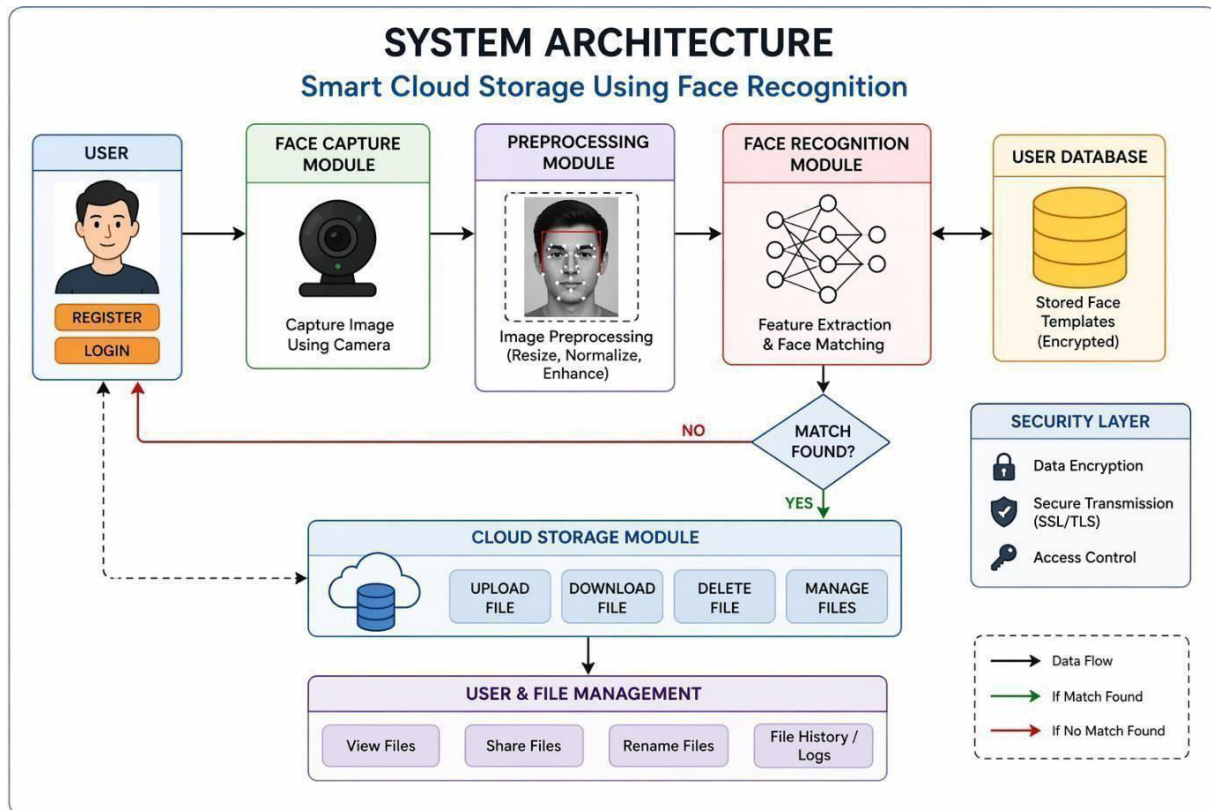 SYSTEM ARCHITECTURE
Smart Cloud Storage Using Face Recognition
USER
REGISTER
LOGIN
FACE CAPTURE
MODULE
Capture Image
Using Camera
PREPROCESSING
MODULE
Image Preprocessing
(Resize, Normalize,
Enhance)
FACE RECOGNITION
MODULE
Feature Extraction
& Face Matching
USER DATABASE
Stored Face
Templates
(Encrypted)
MATCH
FOUND?
NO
YES
SECURITY LAYER
Data Encryption
Secure Transmission
(SSL/TLS)
Access Control
CLOUD STORAGE MODULE
UPLOAD
FILE
DOWNLOAD
FILE
DELETE
FILE
MANAGE
FILES
USER & FILE MANAGEMENT
View Files
Share Files
Rename Files
File History /
Logs
Data Flow
If Match Found
If No Match Found